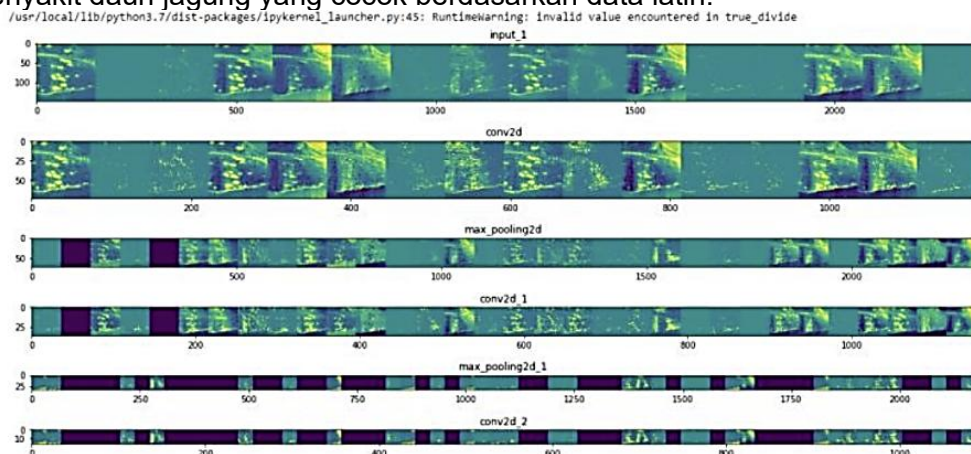 penyakit daun jagung yang cocok berdasarkan data latih.
/usr/local/lib/python3.7/dist-packages/ipykernel_launcher.py:45: RuntimeWarning: invalid value encountered in true_divide
input_1
0
50
100
0 500 1000 1500 2000
conv2d
0
25
50
0 200 400 600 800 1000
max_pooling2d
0
50
0 500 1000 1500 2000
conv2d_1
0
25
0 200 400 600 800 1000
max_pooling2d_1
0
25
0 250 500 750 1000 1250 1500 1750 2000
conv2d_2
0
10
0 200 400 600 800 1000